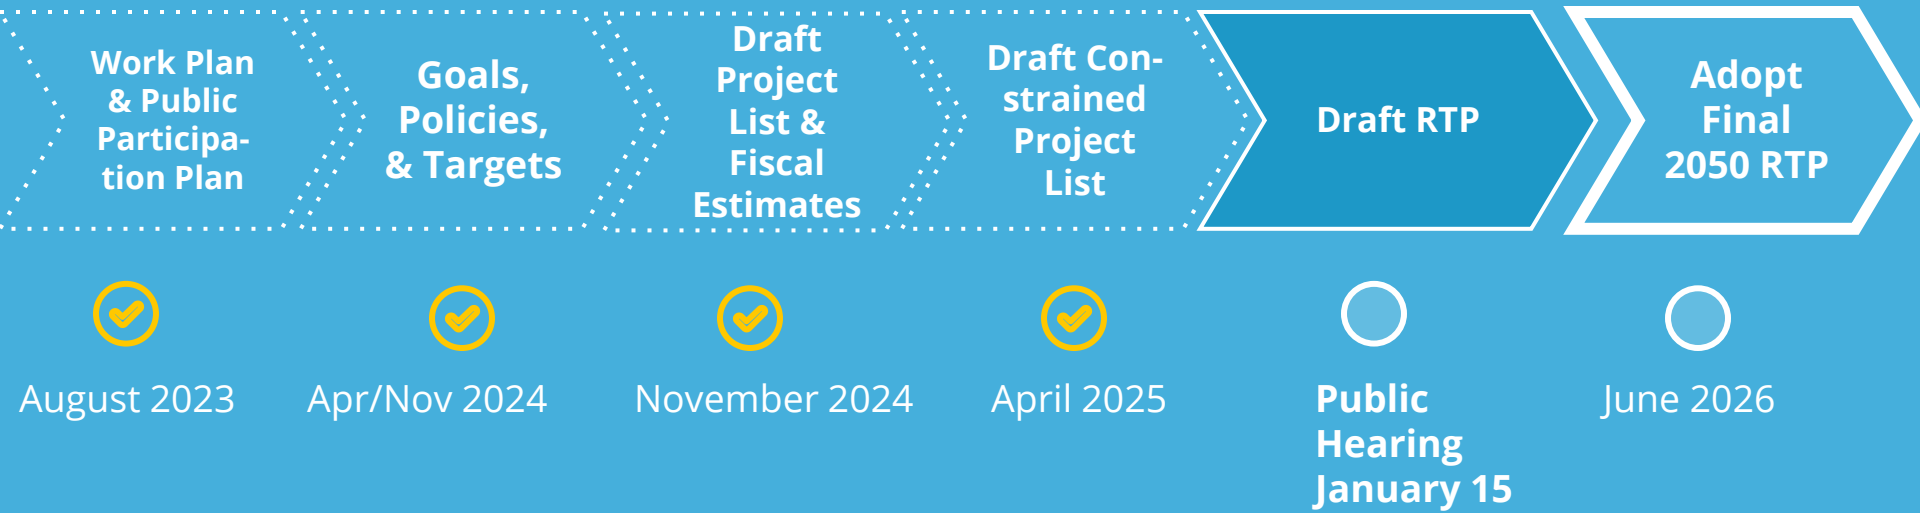 Work Plan
& Public
Participa-
tion Plan
Goals,
Policies,
& Targets
Draft
Project
List &
Fiscal
Estimates
Draft Con-
strained
Project
List
Draft RTP
Adopt
Final
2050 RTP
August 2023
Apr/Nov 2024
November 2024
April 2025
Public
Hearing
January 15
June 2026